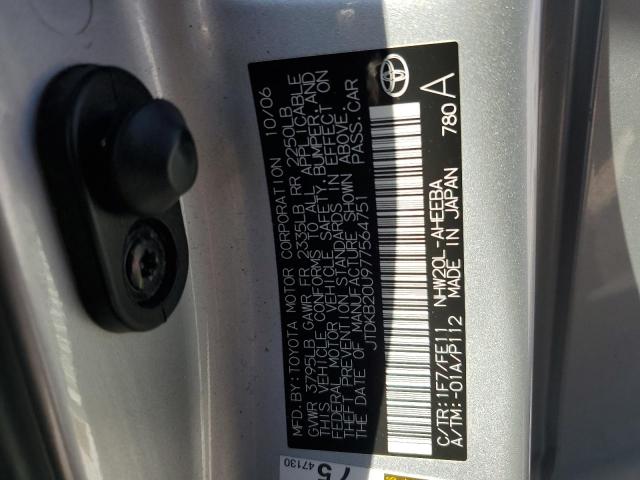 MFD. BY: TOYOTA MOTOR CORPORATION 10/06
GVWR 3795LB GAWR FR 2335LB RR 2250LB
THIS VEHICLE CONFORMS TO ALL APPLICABLE
FEDERAL MOTOR VEHICLE SAFETY, BUMPER, AND
THEFT PREVENTION STANDARDS IN EFFECT ON
THE DATE OF MANUFACTURE SHOWN ABOVE.
JTDKB20U977564751 PASS. CAR
C/TR: 1F7/FE11 NHW20L-AHEEBA
A/TM: -01A/P112 MADE IN JAPAN 780 A
47130